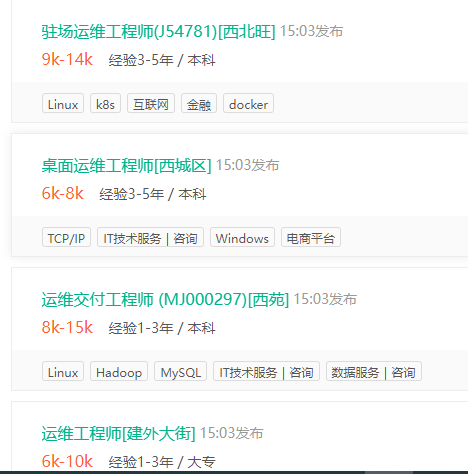 驻场运维工程师(J54781)[西北旺] 15:03发布
9k-14k 经验3-5年 / 本科
Linux k8s 互联网 金融 docker
桌面运维工程师[西城区] 15:03发布
6k-8k 经验3-5年 / 本科
TCP/IP IT技术服务 | 咨询 Windows 电商平台
运维交付工程师 (MJ000297)[西苑] 15:03发布
8k-15k 经验1-3年 / 本科
Linux Hadoop MySQL IT技术服务 | 咨询 数据服务 | 咨询
运维工程师[建外大街] 15:03发布
6k-10k 经验1-3年 / 大专